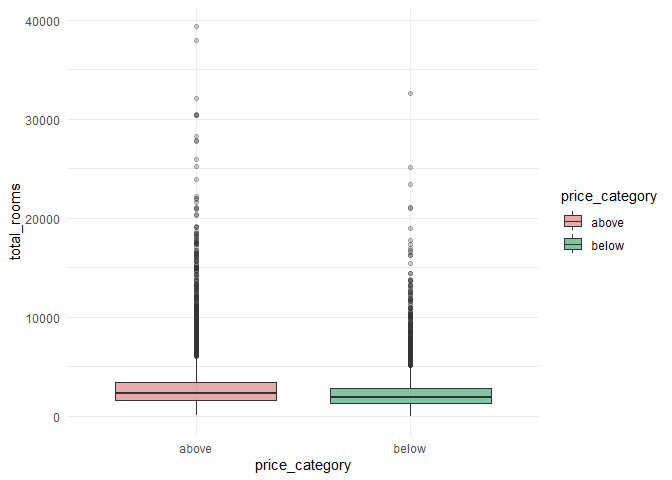 40000
30000
20000
10000
0
total_rooms
above
below
price_category
price_category
above
below